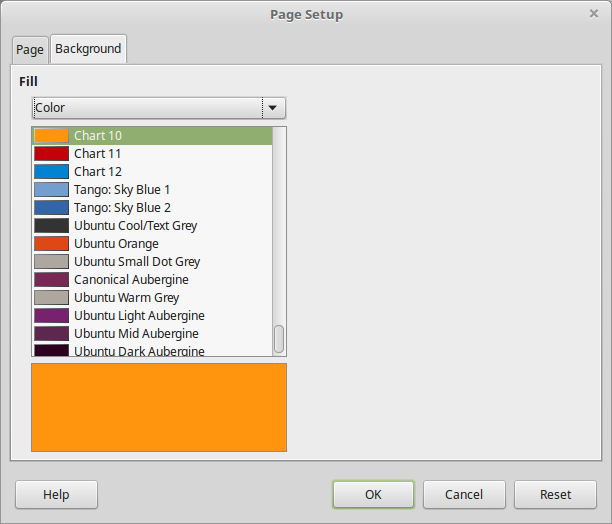 Page Setup
Page
Background
Fill
Color
Chart 10
Chart 11
Chart 12
Tango: Sky Blue 1
Tango: Sky Blue 2
Ubuntu Cool/Text Grey
Ubuntu Orange
Ubuntu Small Dot Grey
Canonical Aubergine
Ubuntu Warm Grey
Ubuntu Light Aubergine
Ubuntu Mid Aubergine
Ubuntu Dark Aubergine
Help
OK
Cancel
Reset